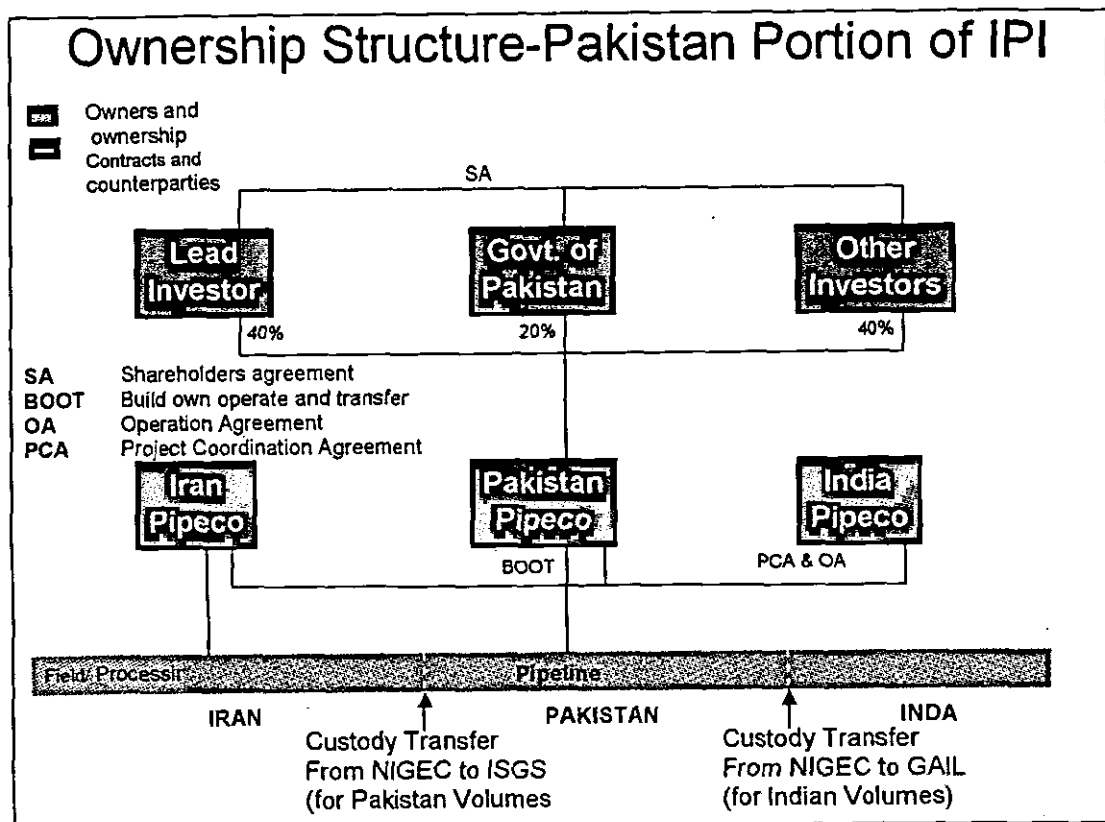 Ownership Structure-Pakistan Portion of IPI
Owners and
ownership
Contracts and
counterparties
SA
Lead
Investor
Govt. of
Pakistan
Other
Investors
40%
20%
40%
SA Shareholders agreement
BOOT Build own operate and transfer
OA Operation Agreement
PCA Project Coordination Agreement
Iran
Pipeco
Pakistan
Pipeco
India
Pipeco
BOOT
PCA & OA
Field/Processin
Pipeline
IRAN
PAKISTAN
INDA
Custody Transfer
From NIGEC to ISGS
(for Pakistan Volumes
Custody Transfer
From NIGEC to GAIL
(for Indian Volumes)